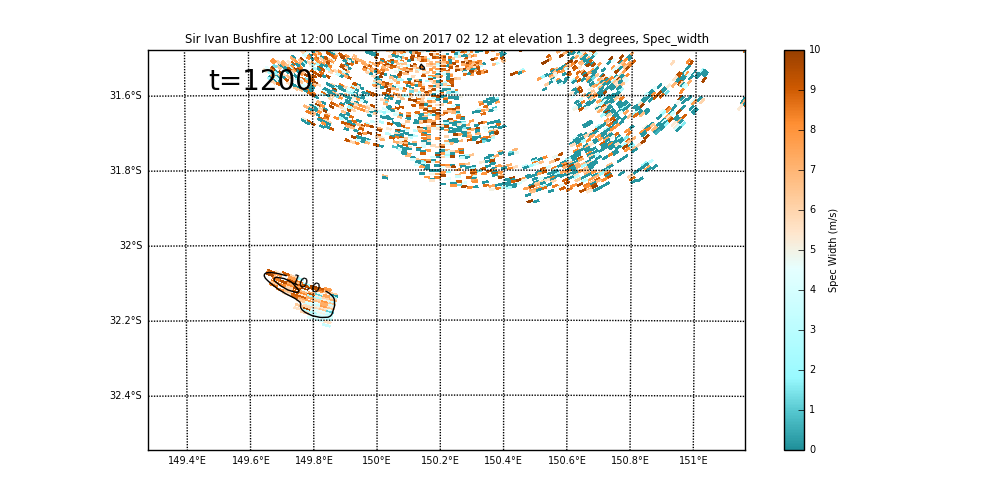 Sir Ivan Bushfire at 12:00 Local Time on 2017 02 12 at elevation 1.3 degrees, Spec_width
t=1200
31.6°S
31.8°S
32°S
32.2°S
32.4°S
10.0
149.4°E 149.6°E 149.8°E 150°E 150.2°E 150.4°E 150.6°E 150.8°E 151°E
10
9
8
7
6
5
4
3
2
1
0
Spec Width (m/s)